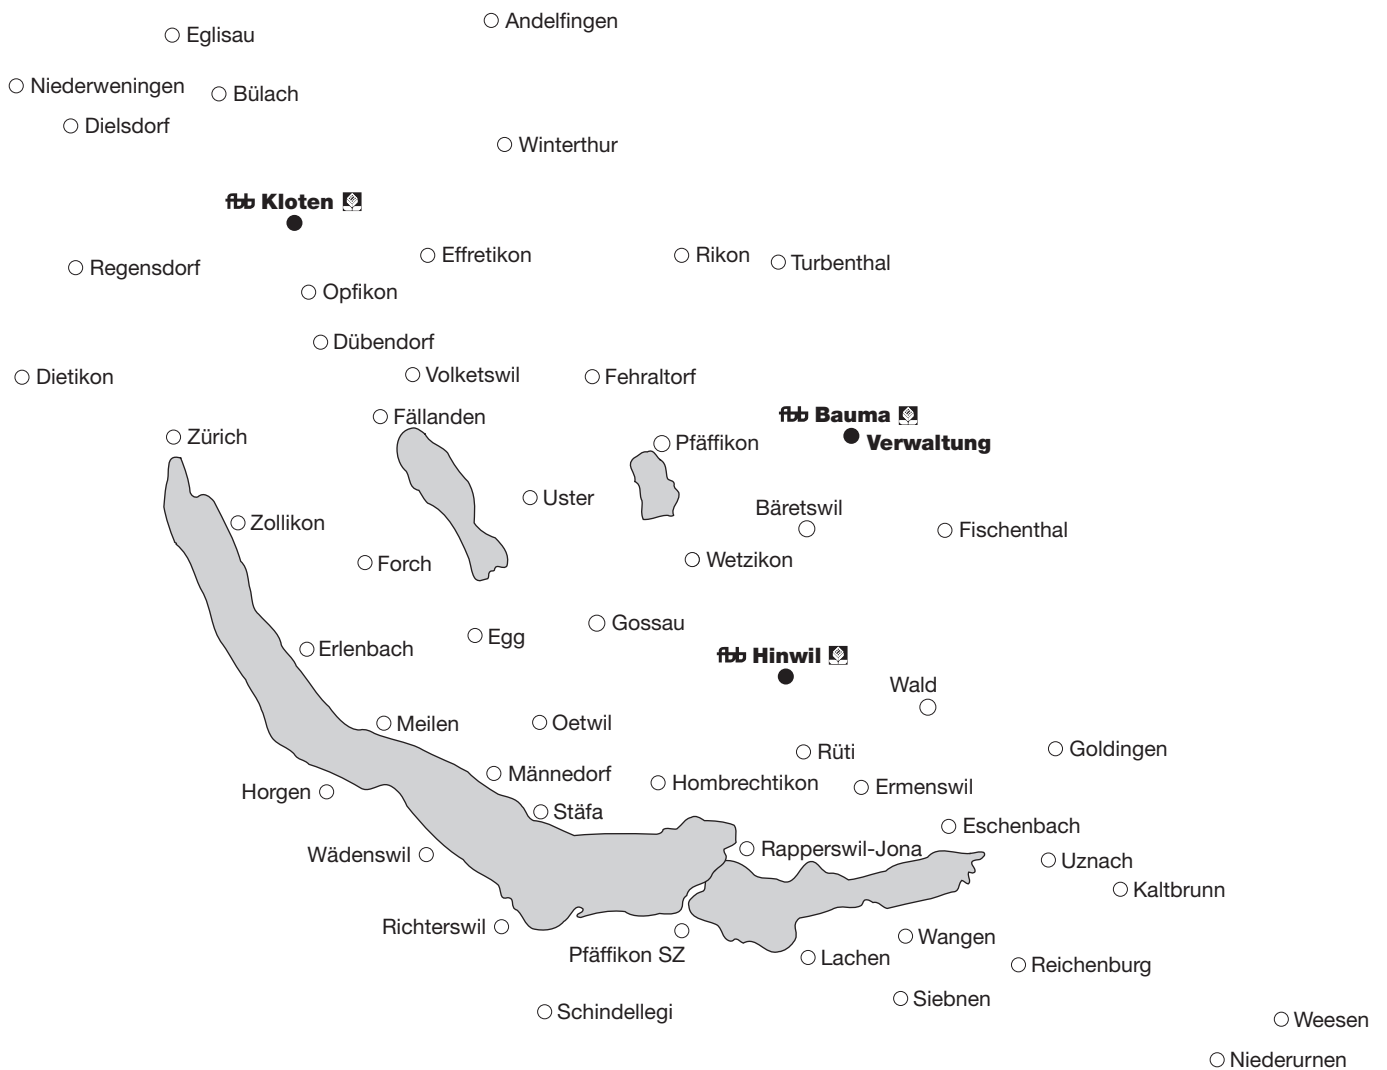 Andelfingen
Eglisau
Niederweningen
Bülach
Dielsdorf
Winterthur
fbb Kloten
Effretikon
Rikon
Turbenthal
Regensdorf
Opfikon
Dübendorf
Volketswil
Dietikon
Fehraltorf
Fällanden
fbb Bauma
Verwaltung
Zürich
Pfäffikon
Uster
Bäretswil
Zollikon
Fischenthal
Forch
Wetzikon
Gossau
Egg
Erlenbach
fbb Hinwil
Wald
Meilen
Oetwil
Rüti
Goldingen
Männedorf
Hombrechtikon
Ermenswil
Horgen
Stäfa
Eschenbach
Rapperswil-Jona
Wädenswil
Uznach
Kaltbrunn
Richterswil
Wangen
Pfäffikon SZ
Lachen
Reichenburg
Siebnen
Schindellegi
Weesen
Niederurnen